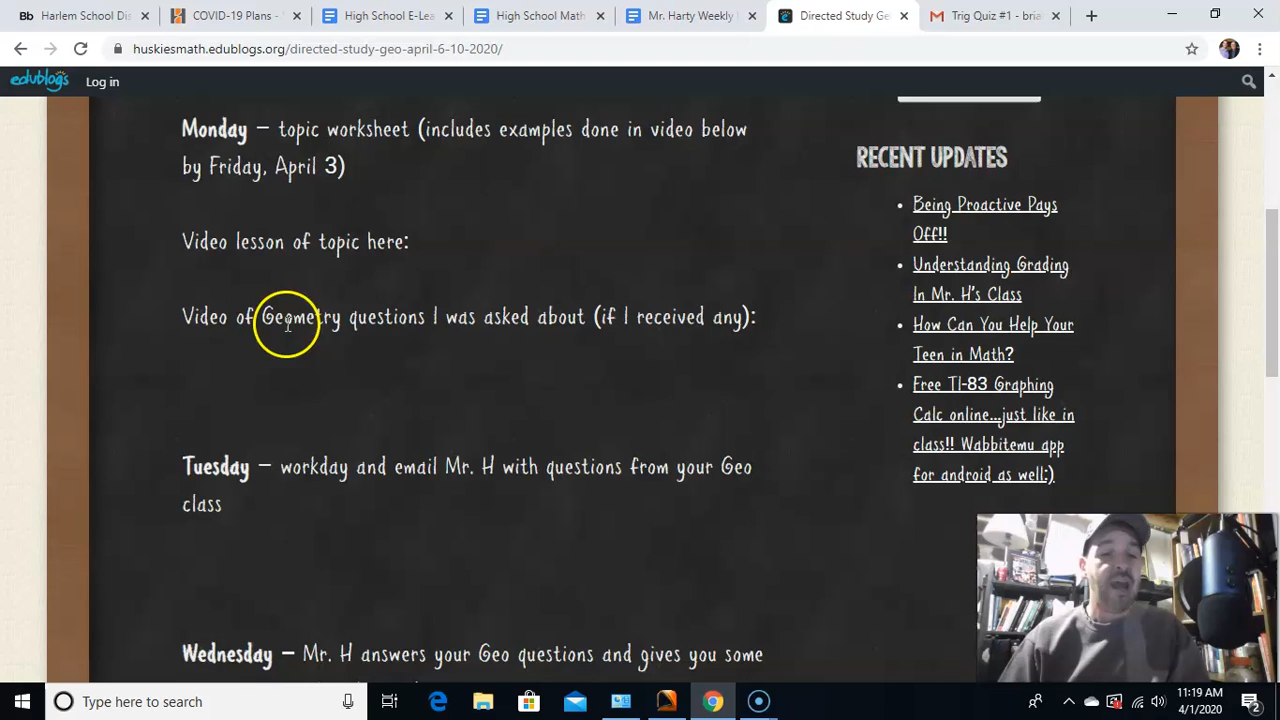 Bb Harlem School Dis
COVID-19 Plans -
High School E-Lea
High School Math
Mr. Harty Weekly
Directed Study Ge
Trig Quiz #1 - bria
huskiesmath.edublogs.org/directed-study-geo-april-6-10-2020/
edublogs Log in
Monday – topic worksheet (includes examples done in video below
by Friday, April 3)
Video lesson of topic here:
Video of Geometry questions I was asked about (if I received any):
Tuesday – workday and email Mr. H with questions from your Geo
class
Wednesday – Mr. H answers your Geo questions and gives you some
RECENT UPDATES
Being Proactive Pays
Off!!
Understanding Grading
In Mr. H's Class
How Can You Help Your
Teen in Math?
Free TI-83 Graphing
Calc online...just like in
class!! Wabbitemu app
for android as well:)
Type here to search
11:19 AM
4/1/2020
2